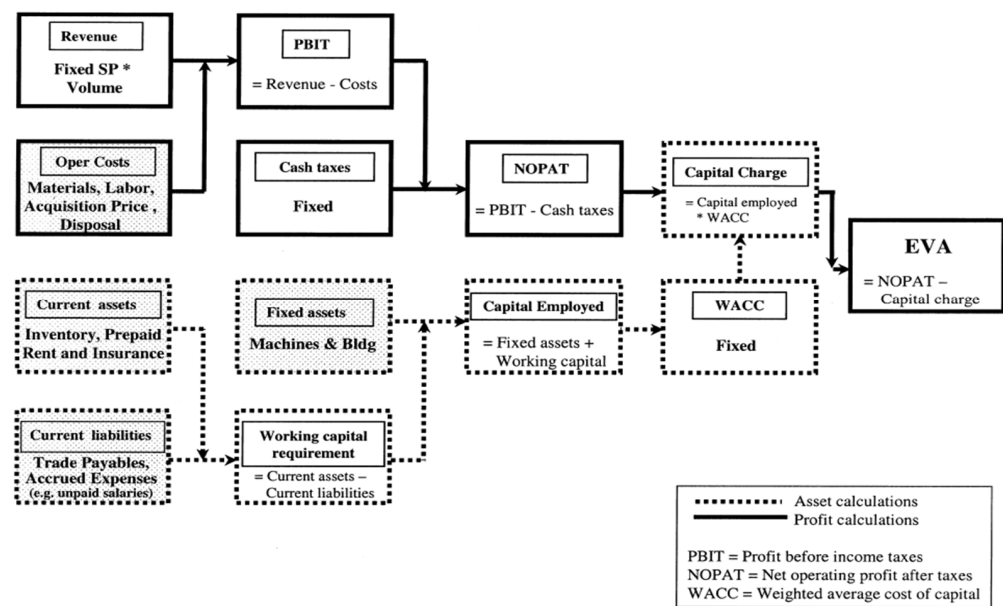 Revenue
Fixed SP *
Volume
PBIT
= Revenue - Costs
Oper Costs
Materials, Labor,
Acquisition Price ,
Disposal
Cash taxes
Fixed
NOPAT
= PBIT - Cash taxes
Capital Charge
= Capital employed
* WACC
EVA
= NOPAT –
Capital charge
Current assets
Inventory, Prepaid
Rent and Insurance
Fixed assets
Machines & Bldg
Capital Employed
= Fixed assets +
Working capital
WACC
Fixed
Current liabilities
Trade Payables,
Accrued Expenses
(e.g. unpaid salaries)
Working capital
requirement
= Current assets –
Current liabilities
Asset calculations
Profit calculations
PBIT = Profit before income taxes
NOPAT = Net operating profit after taxes
WACC = Weighted average cost of capital